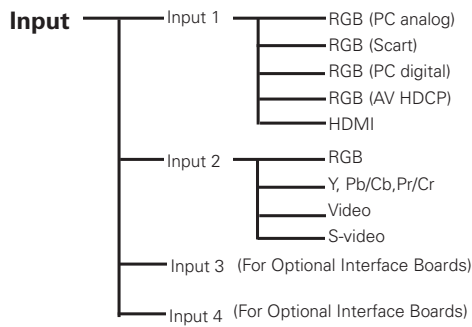 Input
Input 1
RGB (PC analog)
RGB (Scart)
RGB (PC digital)
RGB (AV HDCP)
HDMI
Input 2
RGB
Y, Pb/Cb,Pr/Cr
Video
S-video
Input 3 (For Optional Interface Boards)
Input 4 (For Optional Interface Boards)